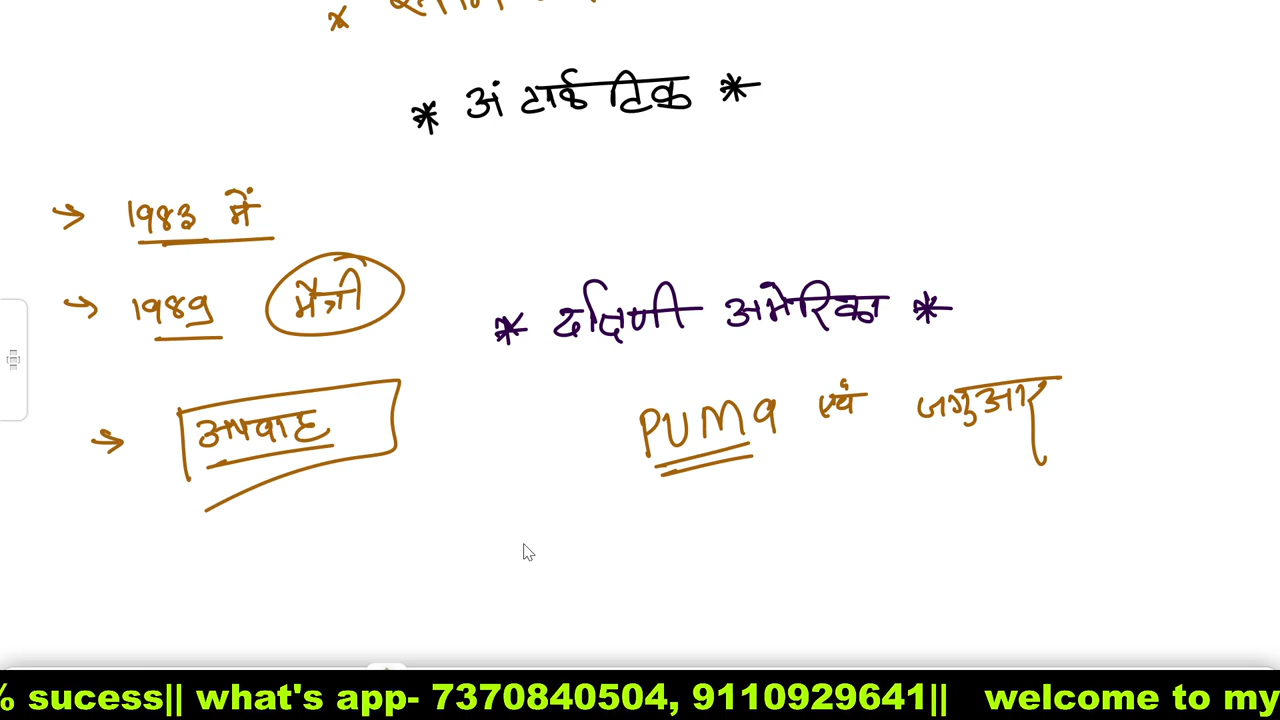 * अंटार्कटिक *
→ 1983 में
→ 1989 मैत्री
* दक्षिणी अमेरिका *
→ अपवाह
PUMA एवं जगुआर
% sucess|| what's app- 7370840504, 9110929641|| welcome to my